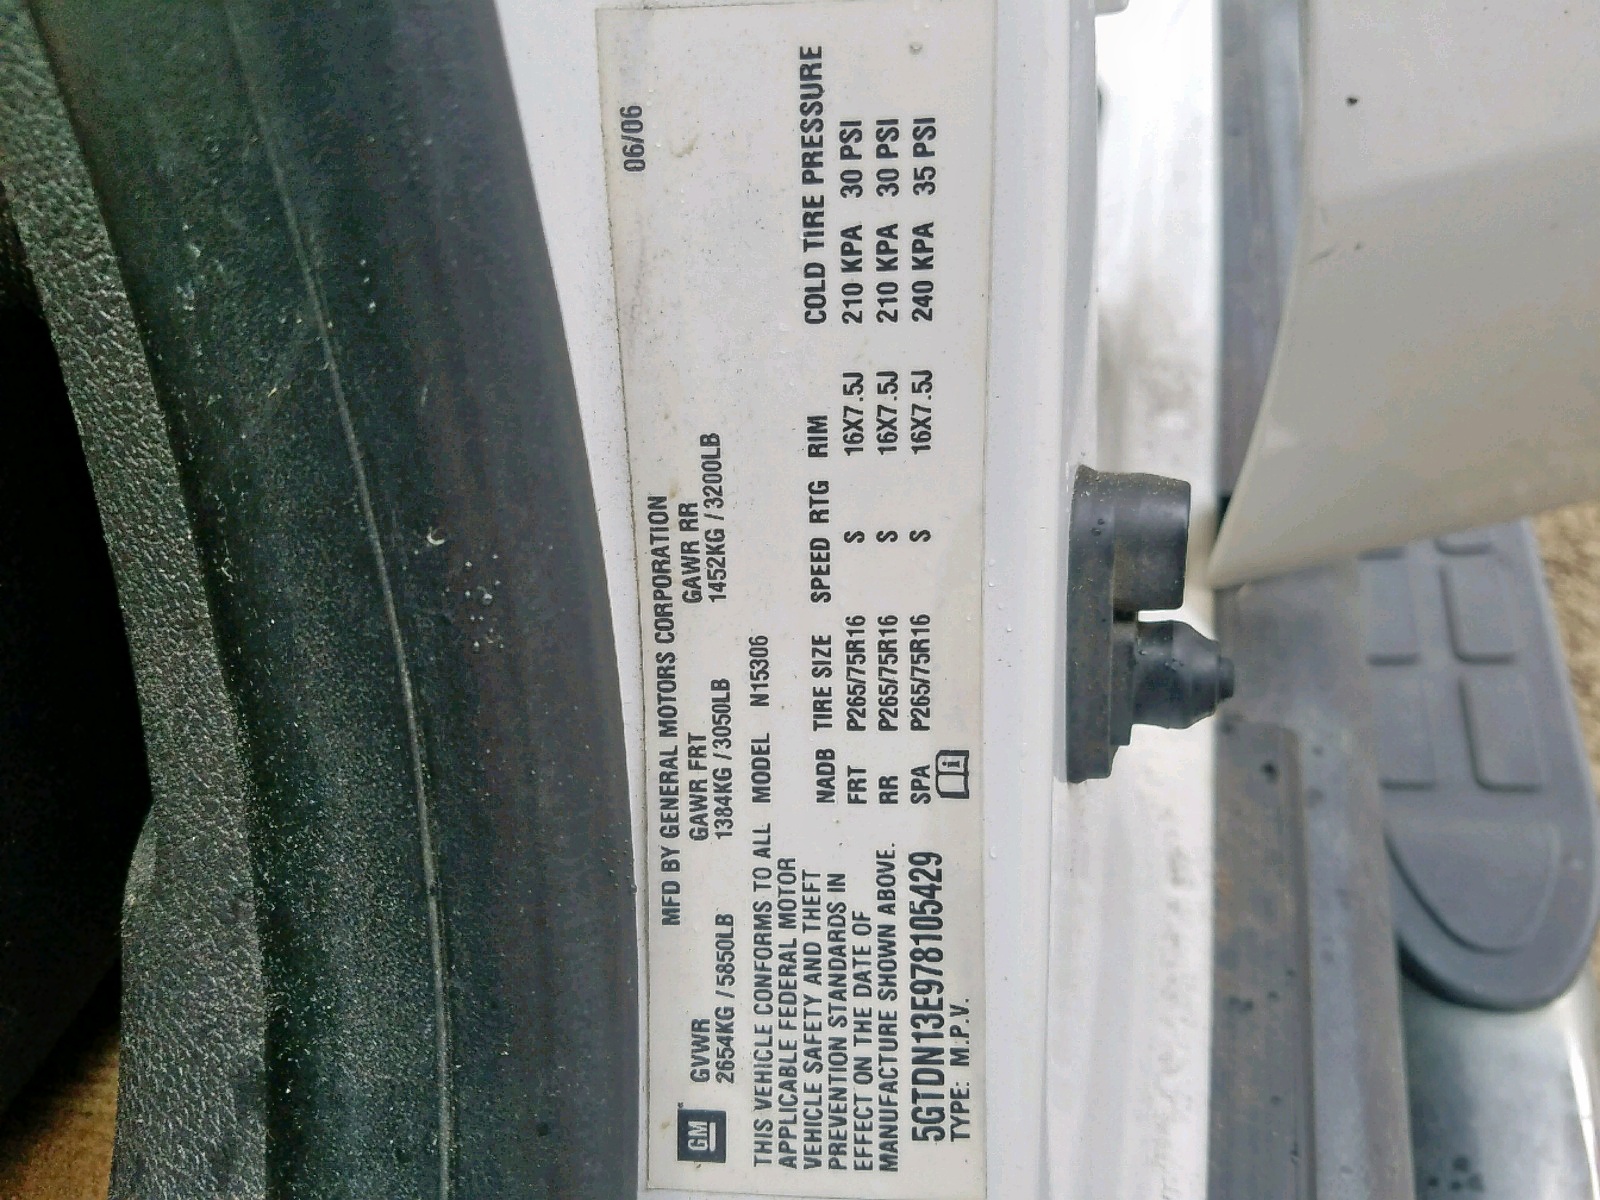 06/06
MFD BY GENERAL MOTORS CORPORATION
GM
GVWR GAWR FRT GAWR RR
2654KG / 5850LB 1384KG / 3050LB 1452KG / 3200LB
THIS VEHICLE CONFORMS TO ALL
APPLICABLE FEDERAL MOTOR
VEHICLE SAFETY AND THEFT
PREVENTION STANDARDS IN
EFFECT ON THE DATE OF
MANUFACTURE SHOWN ABOVE.
5GTDN13E978105429
TYPE: M.P.V.
MODEL N15306
NADB TIRE SIZE SPEED RTG RIM COLD TIRE PRESSURE
FRT P265/75R16 S 16X7.5J 210 KPA 30 PSI
RR P265/75R16 S 16X7.5J 210 KPA 30 PSI
SPA P265/75R16 S 16X7.5J 240 KPA 35 PSI